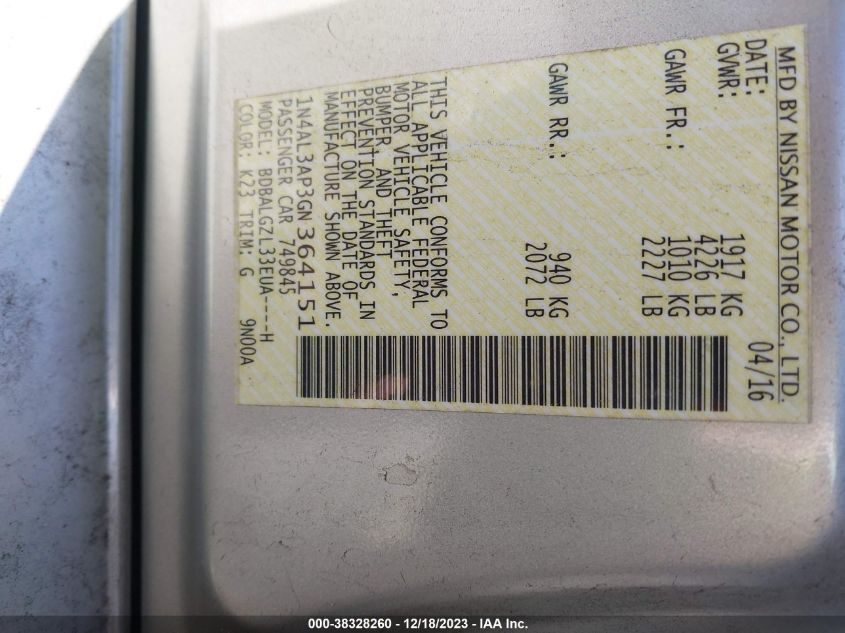 MFD BY NISSAN MOTOR CO., LTD.
DATE: 04/16
GVWR: 1917 KG
4226 LB
GAWR FR.: 1010 KG
2227 LB
GAWR RR.: 940 KG
2072 LB
THIS VEHICLE CONFORMS TO
ALL APPLICABLE FEDERAL
MOTOR VEHICLE SAFETY,
BUMPER, AND THEFT
PREVENTION STANDARDS IN
EFFECT ON THE DATE OF
MANUFACTURE SHOWN ABOVE.
1N4AL3AP3GN364151
PASSENGER CAR 749845
MODEL: BDBALGZL33EUA----H
COLOR: K23 TRIM: G 9N00A
000-38328260 - 12/18/2023 - IAA Inc.